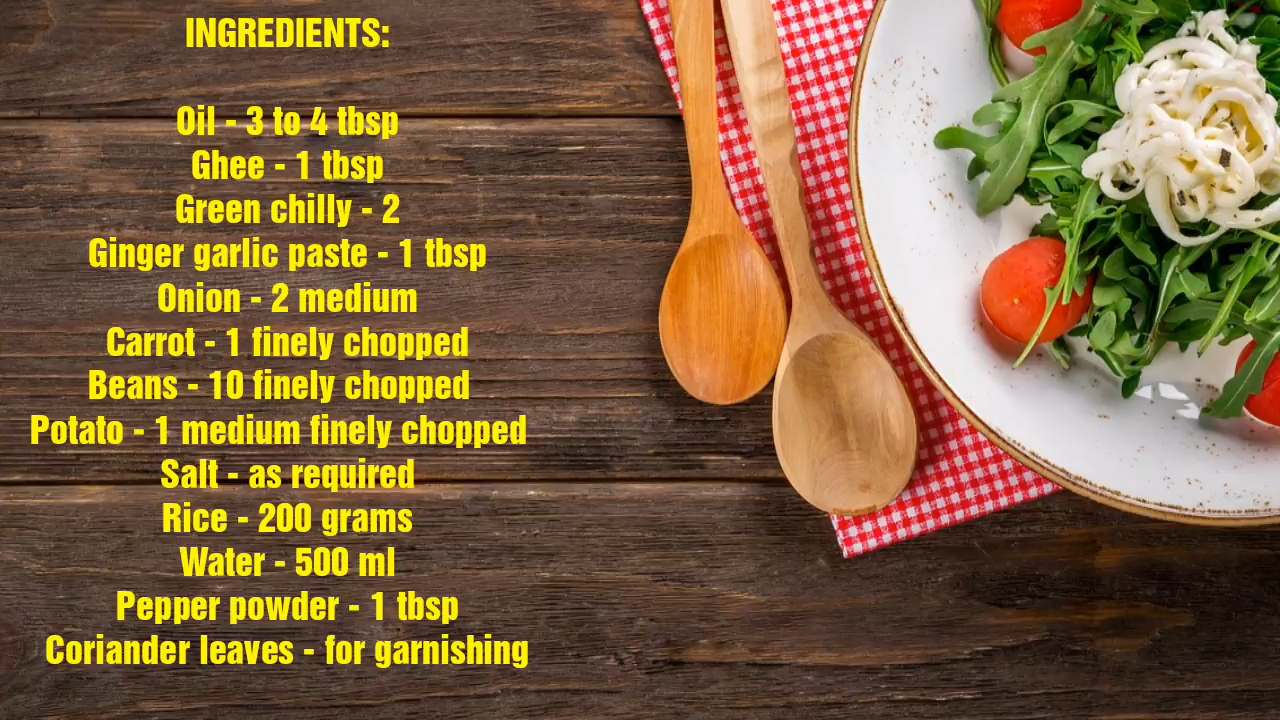 INGREDIENTS:
Oil - 3 to 4 tbsp
Ghee - 1 tbsp
Green chilly - 2
Ginger garlic paste - 1 tbsp
Onion - 2 medium
Carrot - 1 finely chopped
Beans - 10 finely chopped
Potato - 1 medium finely chopped
Salt - as required
Rice - 200 grams
Water - 500 ml
Pepper powder - 1 tbsp
Coriander leaves - for garnishing